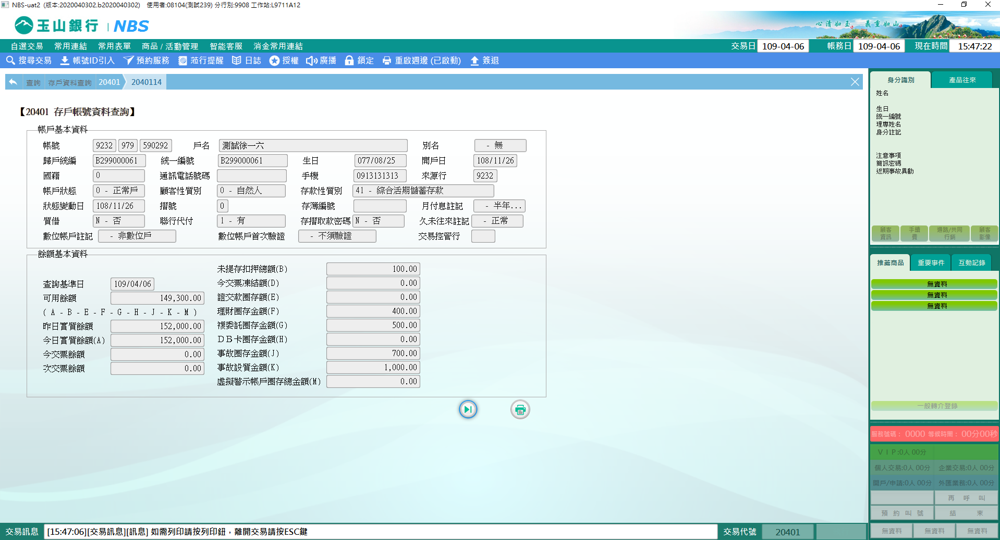 NBS-uat2 (版本:2020040302.b2020040302) 使用者:08104(測試239) 分行別:9908 工作站:L9711A12
玉山銀行 | NBS
心清如玉。義重如山。
自選交易 常用連結 常用表單 商品 / 活動管理 智能客服 消金常用連結 交易日 109-04-06 帳務日 109-04-06 現在時間 15:47:22
搜尋交易 帳號ID引入 預約服務 蒞行提醒 日誌 授權 廣播 鎖定 重啟週邊 (已啟動) 簽退
查詢 存戶資料查詢 20401 2040114
【20401 存戶帳號資料查詢】
帳戶基本資料
帳號 9232 979 590292 戶名 測試徐一六 別名 - 無
歸戶統編 B299000061 統一編號 B299000061 生日 077/08/25 開戶日 108/11/26
國籍 0 通訊電話號碼 手機 0913131313 來源行 9232
帳戶狀態 0 - 正常戶 顧客性質別 0 - 自然人 存款性質別 41 - 綜合活期儲蓄存款
狀態變動日 108/11/26 摺號 0 存簿編號 月付息註記 - 半年...
質借 N - 否 聯行代付 1 - 有 存摺取款密碼 N - 否 久未往來註記 - 正常
數位帳戶註記 - 非數位戶 數位帳戶首次驗證 - 不須驗證 交易控管行
餘額基本資料
查詢基準日 109/04/06
可用餘額 149,300.00
( A - B - E - F - G - H - J - K - M )
昨日實質餘額 152,000.00
今日實質餘額(A) 152,000.00
今交票餘額 0.00
次交票餘額 0.00
未提存扣押總額(B) 100.00
今交票凍結額(D) 0.00
證交款圈存額(E) 0.00
理財圈存金額(F) 400.00
複委託圈存金額(G) 500.00
ＤＢ卡圈存金額(H) 0.00
事故圈存金額(J) 700.00
事故設質金額(K) 1,000.00
虛擬警示帳戶圈存總金額(M) 0.00
身分識別 產品往來
姓名
生日
統一編號
理專姓名
身分註記
注意事項
簡訊密碼
近期事故異動
顧客資訊 手續費 通路/共同行銷 顧客影像
推薦商品 重要事件 互動記錄
無資料
無資料
無資料
一般轉介登錄
服務號碼： 0000 等候時間： 00分00秒
ＶＩＰ:0人 00分
個人交易:0人 00分 企業交易:0人 00分
開戶/申請:0人 00分 外匯業務:0人 00分
再 呼 叫
預 約 叫 號 結 束
無資料 無資料 無資料
交易訊息 [15:47:06][交易訊息][訊息] 如需列印請按列印鈕，離開交易請按ESC鍵 交易代號 20401